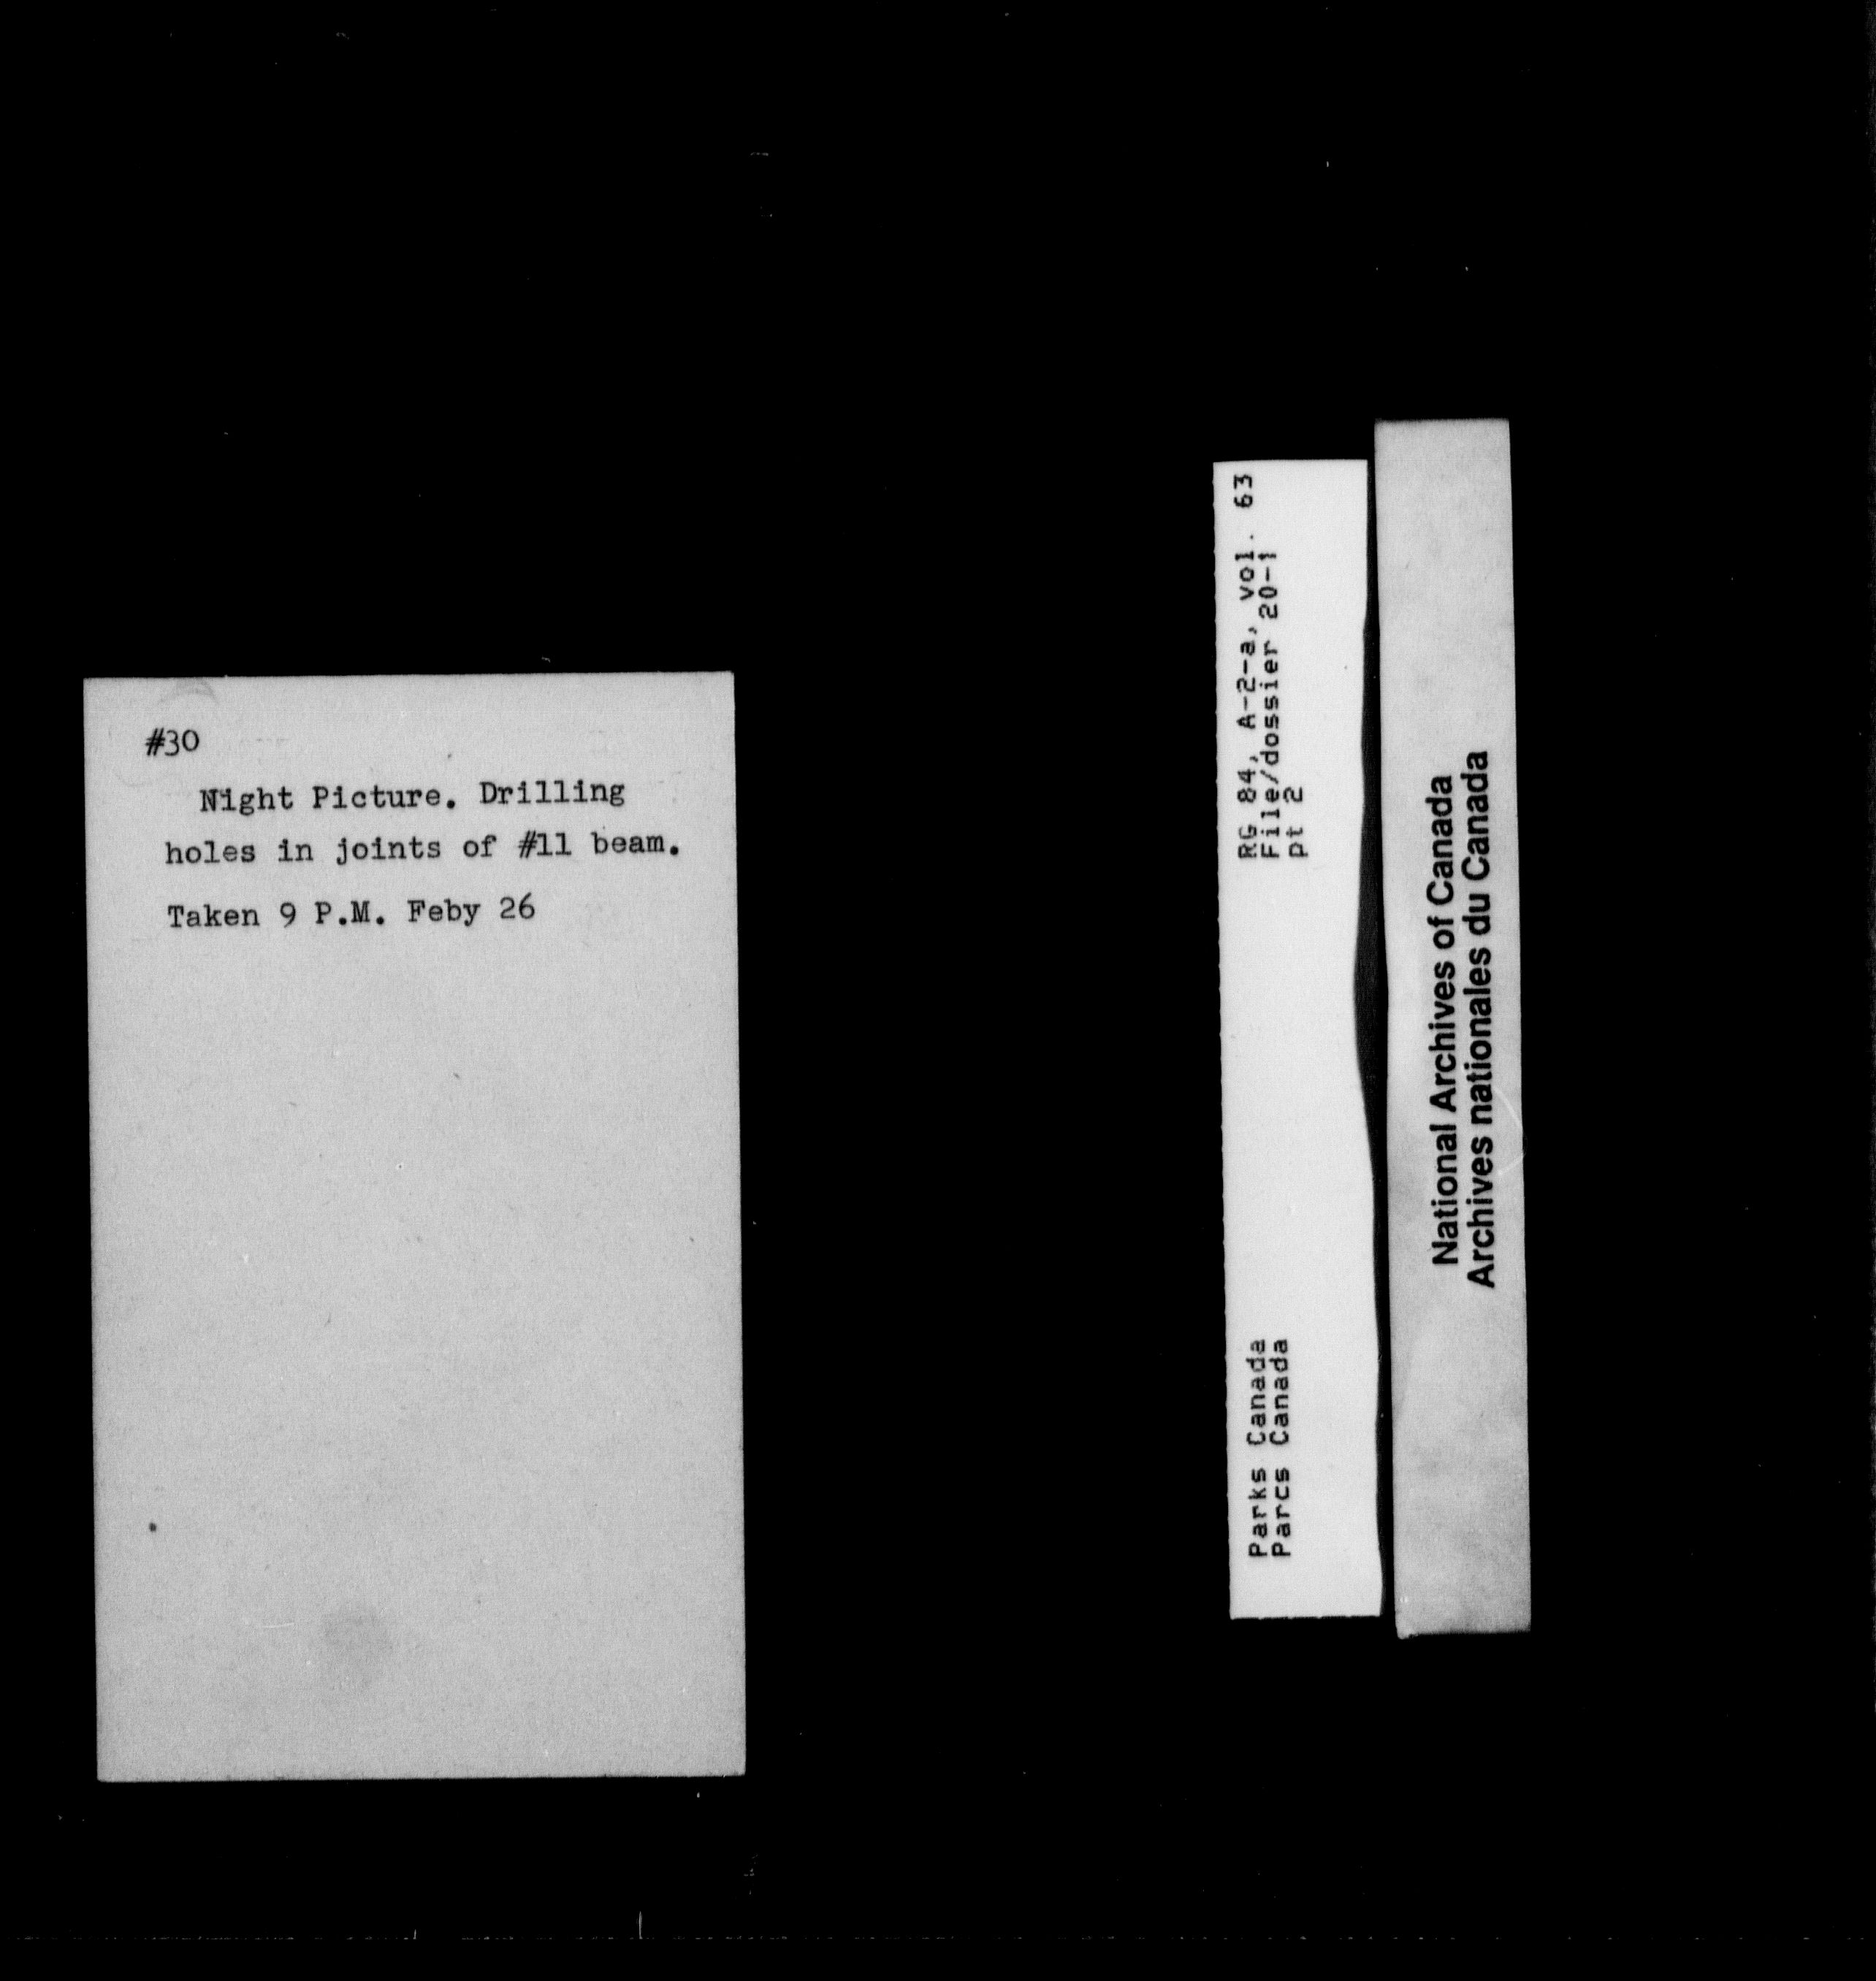 #30
Night Picture. Drilling
holes in joints of #11 beam.
Taken 9 P.M. Feby 26
RG 84, A-2-a, vol. 63
File/dossier 20-1
pt 2
Parks Canada
Parcs Canada
National Archives of Canada
Archives nationales du Canada